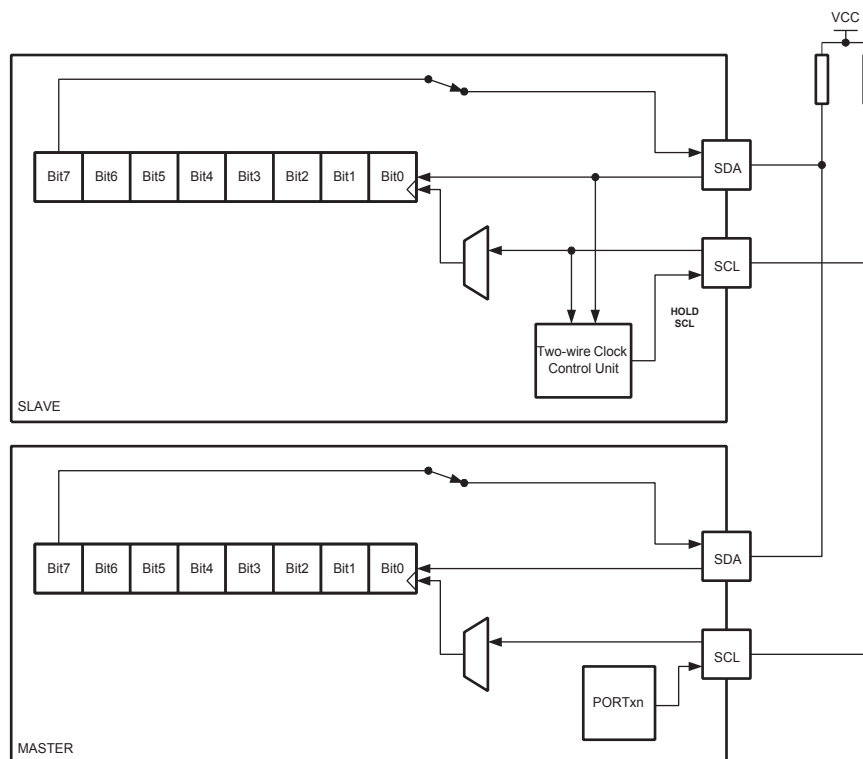 VCC
Bit7 Bit6 Bit5 Bit4 Bit3 Bit2 Bit1 Bit0
SDA
SCL
HOLD
SCL
Two-wire Clock
Control Unit
SLAVE
Bit7 Bit6 Bit5 Bit4 Bit3 Bit2 Bit1 Bit0
SDA
SCL
PORTxn
MASTER